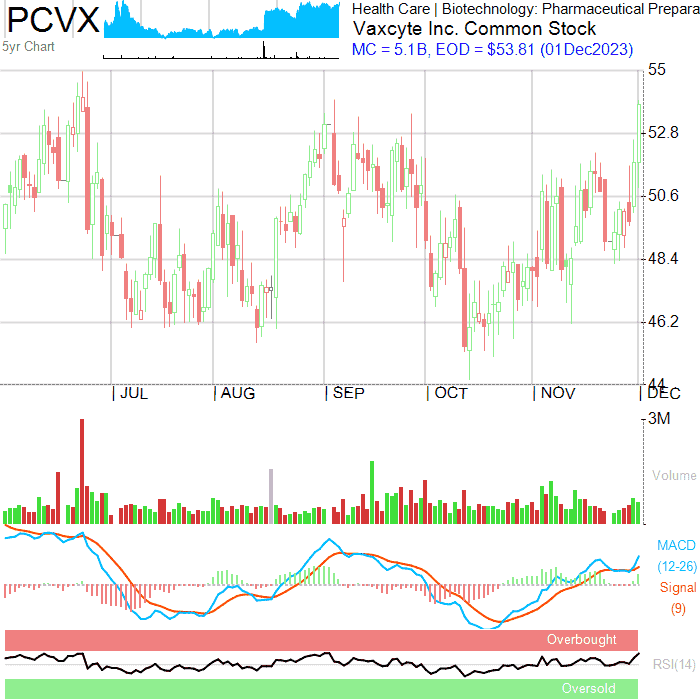 PCVX
5yr Chart
Health Care | Biotechnology: Pharmaceutical Prepara
Vaxcyte Inc. Common Stock
MC = 5.1B, EOD = $53.81 (01Dec2023)
55
52.8
50.6
48.4
46.2
44
JUL
AUG
SEP
OCT
NOV
DEC
3M
Volume
MACD
(12-26)
Signal
(9)
Overbought
RSI(14)
Oversold